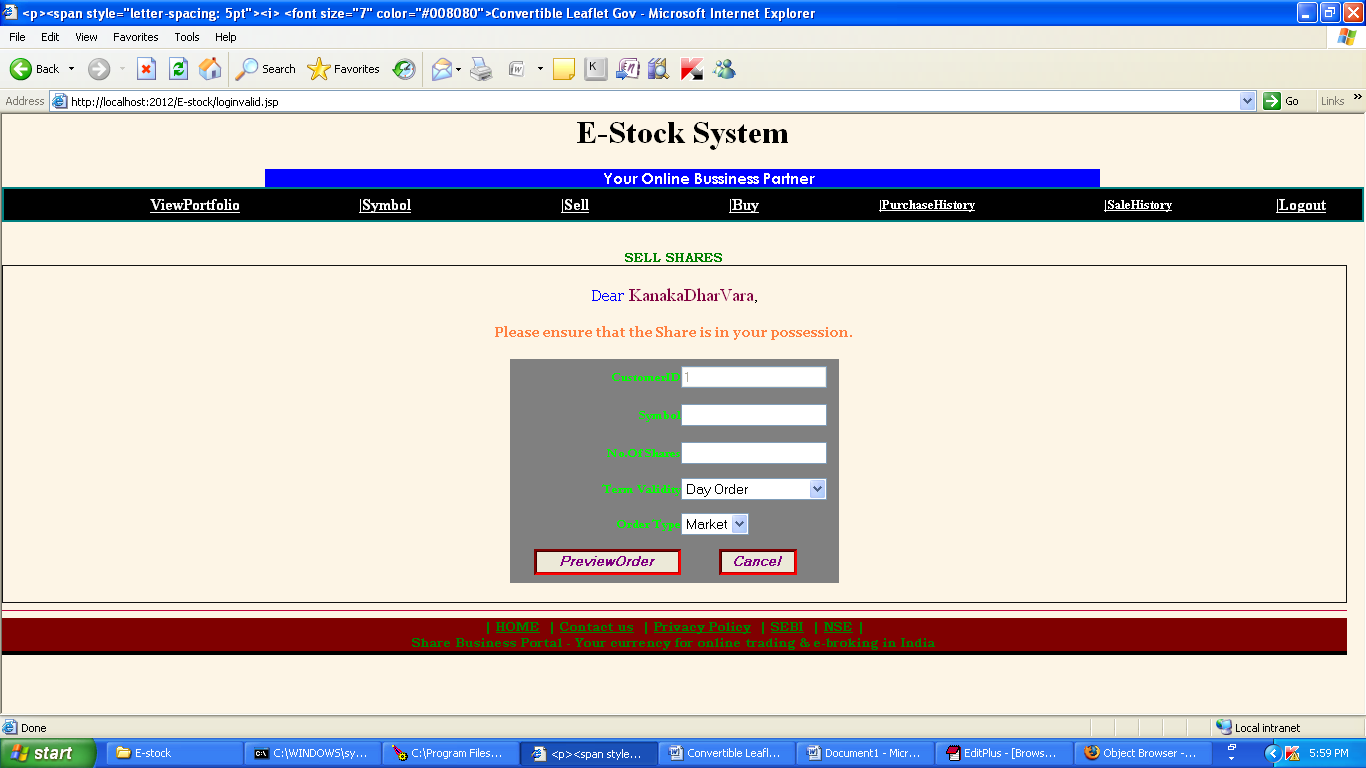 <p><span style="letter-spacing: 5pt"><i> <font size="7" color="#008080">Convertible Leaflet Gov - Microsoft Internet Explorer
File Edit View Favorites Tools Help
Back Search Favorites
Address http://localhost:2012/E-stock/loginvalid.jsp Go Links »
E-Stock System
Your Online Bussiness Partner
ViewPortfolio |Symbol |Sell |Buy |PurchaseHistory |SaleHistory |Logout
SELL SHARES
Dear KanakaDharVara,
Please ensure that the Share is in your possession.
CustomerID 1
Symbol
No.Of Shares
Term Validity Day Order
Order Type Market
PreviewOrder Cancel
| HOME | Contact us | Privacy Policy | SEBI | NSE |
Share Business Portal - Your currency for online trading & e-broking in India
Done Local intranet
start E-stock C:\WINDOWS\sy... C:\Program Files... <p><span style... Convertible Leafl... Document1 - Micr... EditPlus - [Brows... Object Browser -... 5:59 PM